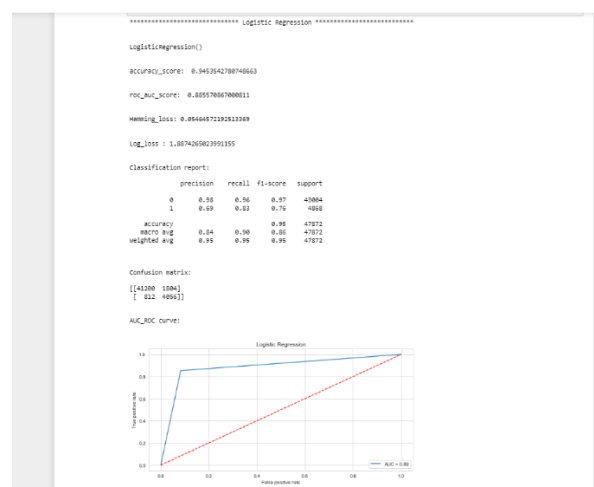 ****************************** Logistic Regression ***************************
LogisticRegression()
accuracy_score: 0.9453542780748663
roc_auc_score: 0.885570867000811
Hamming_loss: 0.05464572192513369
Log_loss : 1.8874265023991155
Classification report:
precision recall f1-score support
0 0.98 0.96 0.97 43004
1 0.69 0.83 0.76 4868
accuracy 0.95 47872
macro avg 0.84 0.90 0.86 47872
weighted avg 0.95 0.95 0.95 47872
Confusion matrix:
[[41200 1804]
[ 812 4056]]
AUC_ROC curve:
Logistic Regression
1.0
0.8
0.6
0.4
0.2
0.0
True positive rate
0.0 0.2 0.4 0.6 0.8 1.0
False positive rate
AUC = 0.89